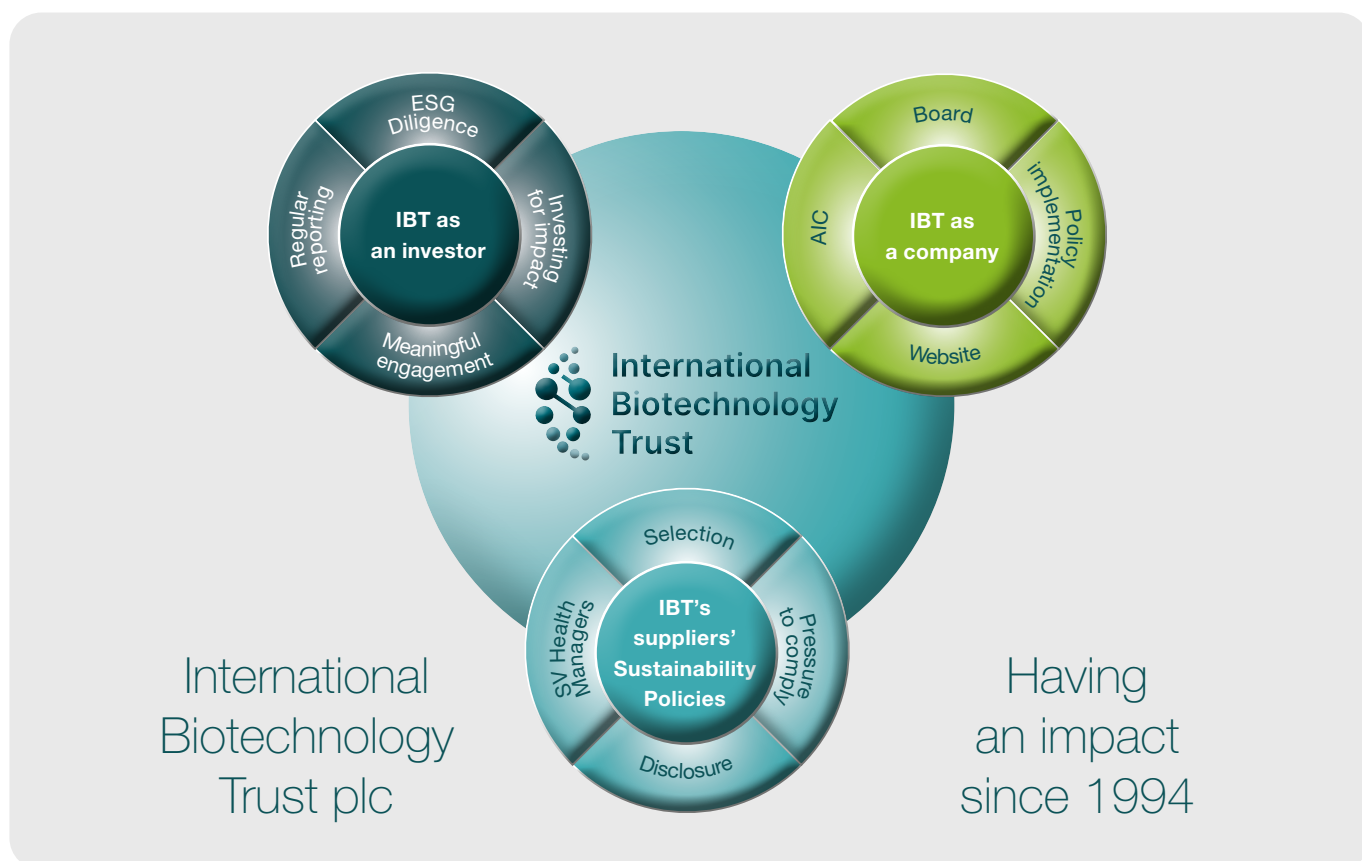 ESG
Diligence
Investing
for impact
Meaningful
engagement
Regular
reporting
IBT as
an investor
Board
Policy
implementation
Website
AIC
IBT as
a company
International
Biotechnology
Trust
Selection
Pressure
to comply
Disclosure
SV Health
Managers
IBT’s
suppliers’
Sustainability
Policies
International
Biotechnology
Trust plc
Having
an impact
since 1994